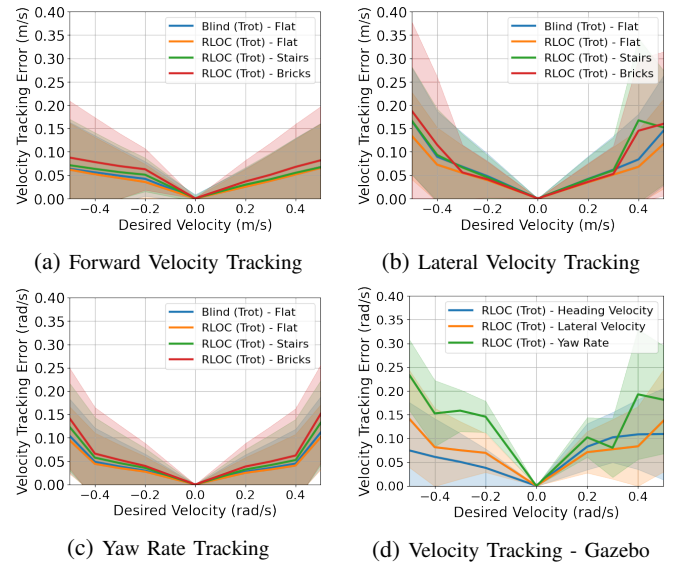 Velocity Tracking Error (m/s)
0.40
0.35
0.30
0.25
0.20
0.15
0.10
0.05
0.00
Blind (Trot) - Flat
RLOC (Trot) - Flat
RLOC (Trot) - Stairs
RLOC (Trot) - Bricks
−0.4 −0.2 0.0 0.2 0.4
Desired Velocity (m/s)
(a) Forward Velocity Tracking
Velocity Tracking Error (m/s)
0.40
0.35
0.30
0.25
0.20
0.15
0.10
0.05
0.00
Blind (Trot) - Flat
RLOC (Trot) - Flat
RLOC (Trot) - Stairs
RLOC (Trot) - Bricks
−0.4 −0.2 0.0 0.2 0.4
Desired Velocity (m/s)
(b) Lateral Velocity Tracking
Velocity Tracking Error (rad/s)
0.40
0.35
0.30
0.25
0.20
0.15
0.10
0.05
0.00
Blind (Trot) - Flat
RLOC (Trot) - Flat
RLOC (Trot) - Stairs
RLOC (Trot) - Bricks
−0.4 −0.2 0.0 0.2 0.4
Desired Velocity (rad/s)
(c) Yaw Rate Tracking
Velocity Tracking Error (rad/s)
0.40
0.35
0.30
0.25
0.20
0.15
0.10
0.05
0.00
RLOC (Trot) - Heading Velocity
RLOC (Trot) - Lateral Velocity
RLOC (Trot) - Yaw Rate
−0.4 −0.2 0.0 0.2 0.4
Desired Velocity (rad/s)
(d) Velocity Tracking - Gazebo